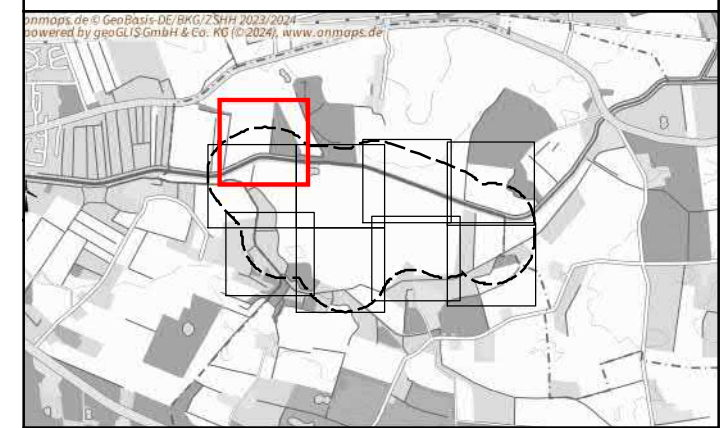 onmaps.de © GeoBasis-DE/BKG/ZSHH 2023/2024
powered by geoGLIS GmbH & Co. KG (©2024), www.onmaps.de